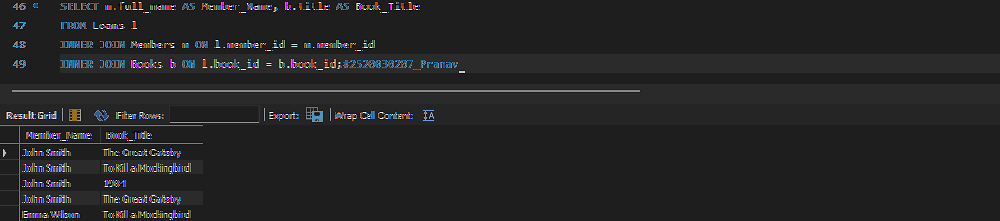 46 SELECT m.full_name AS Member_Name, b.title AS Book_Title
47 FROM Loans l
48 INNER JOIN Members m ON l.member_id = m.member_id
49 INNER JOIN Books b ON l.book_id = b.book_id;#2520030207_Pranav
Result Grid Filter Rows: Export: Wrap Cell Content: IA
Member_Name Book_Title
John Smith The Great Gatsby
John Smith To Kill a Mockingbird
John Smith 1984
John Smith The Great Gatsby
Emma Wilson To Kill a Mockingbird